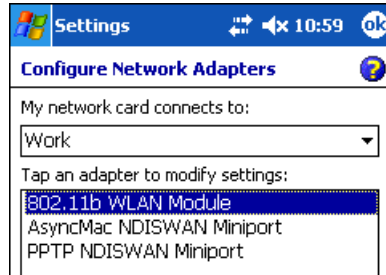 Settings 10:59 ok
Configure Network Adapters
My network card connects to:
Work
Tap an adapter to modify settings:
802.11b WLAN Module
AsyncMac NDISWAN Miniport
PPTP NDISWAN Miniport